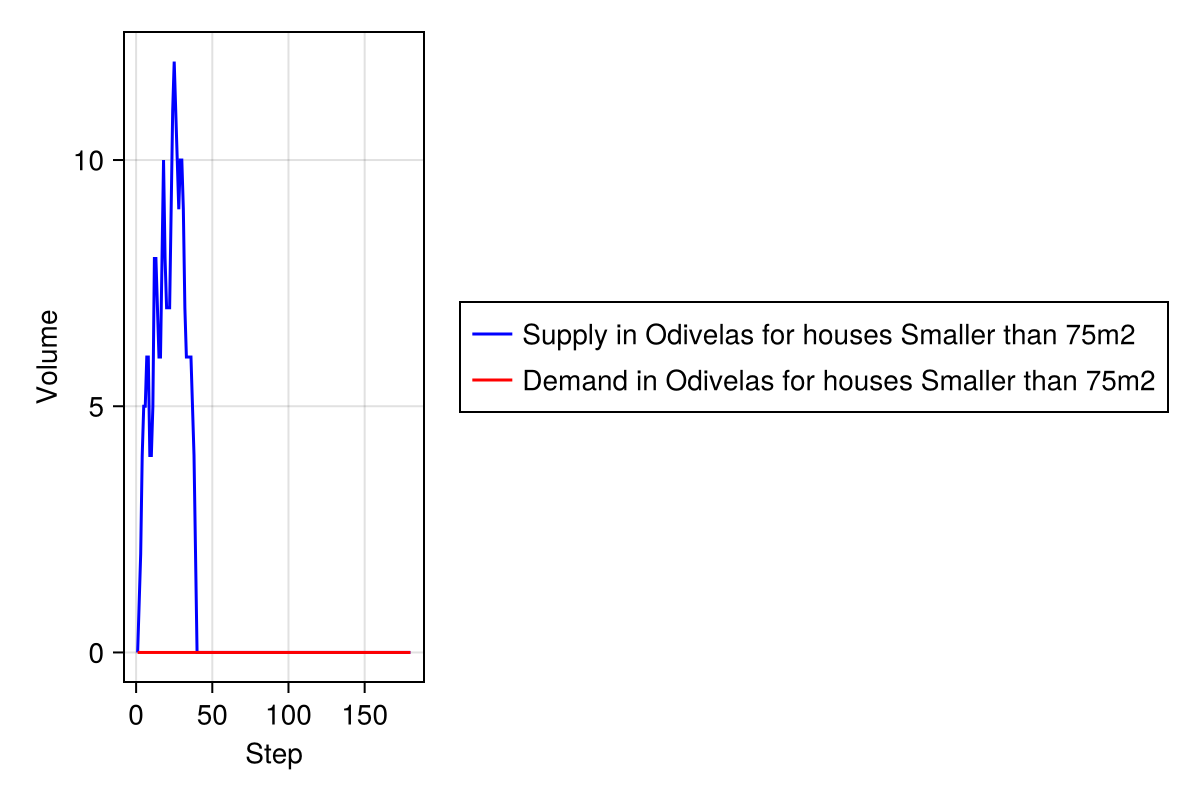 Volume
10
5
0
0 50 100 150
Step
Supply in Odivelas for houses Smaller than 75m2
Demand in Odivelas for houses Smaller than 75m2